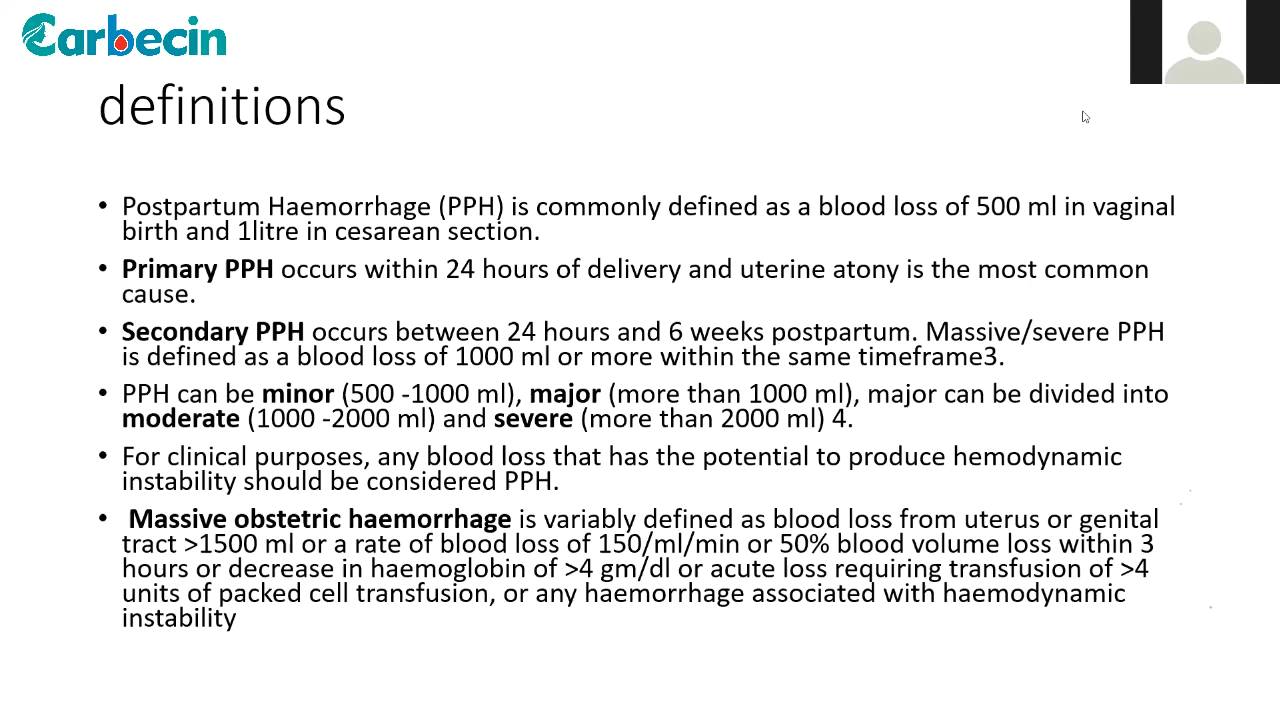 Carbecin
definitions
• Postpartum Haemorrhage (PPH) is commonly defined as a blood loss of 500 ml in vaginal
birth and 1litre in cesarean section.
• Primary PPH occurs within 24 hours of delivery and uterine atony is the most common
cause.
• Secondary PPH occurs between 24 hours and 6 weeks postpartum. Massive/severe PPH
is defined as a blood loss of 1000 ml or more within the same timeframe3.
• PPH can be minor (500 -1000 ml), major (more than 1000 ml), major can be divided into
moderate (1000 -2000 ml) and severe (more than 2000 ml) 4.
• For clinical purposes, any blood loss that has the potential to produce hemodynamic
instability should be considered PPH.
• Massive obstetric haemorrhage is variably defined as blood loss from uterus or genital
tract >1500 ml or a rate of blood loss of 150/ml/min or 50% blood volume loss within 3
hours or decrease in haemoglobin of >4 gm/dl or acute loss requiring transfusion of >4
units of packed cell transfusion, or any haemorrhage associated with haemodynamic
instability